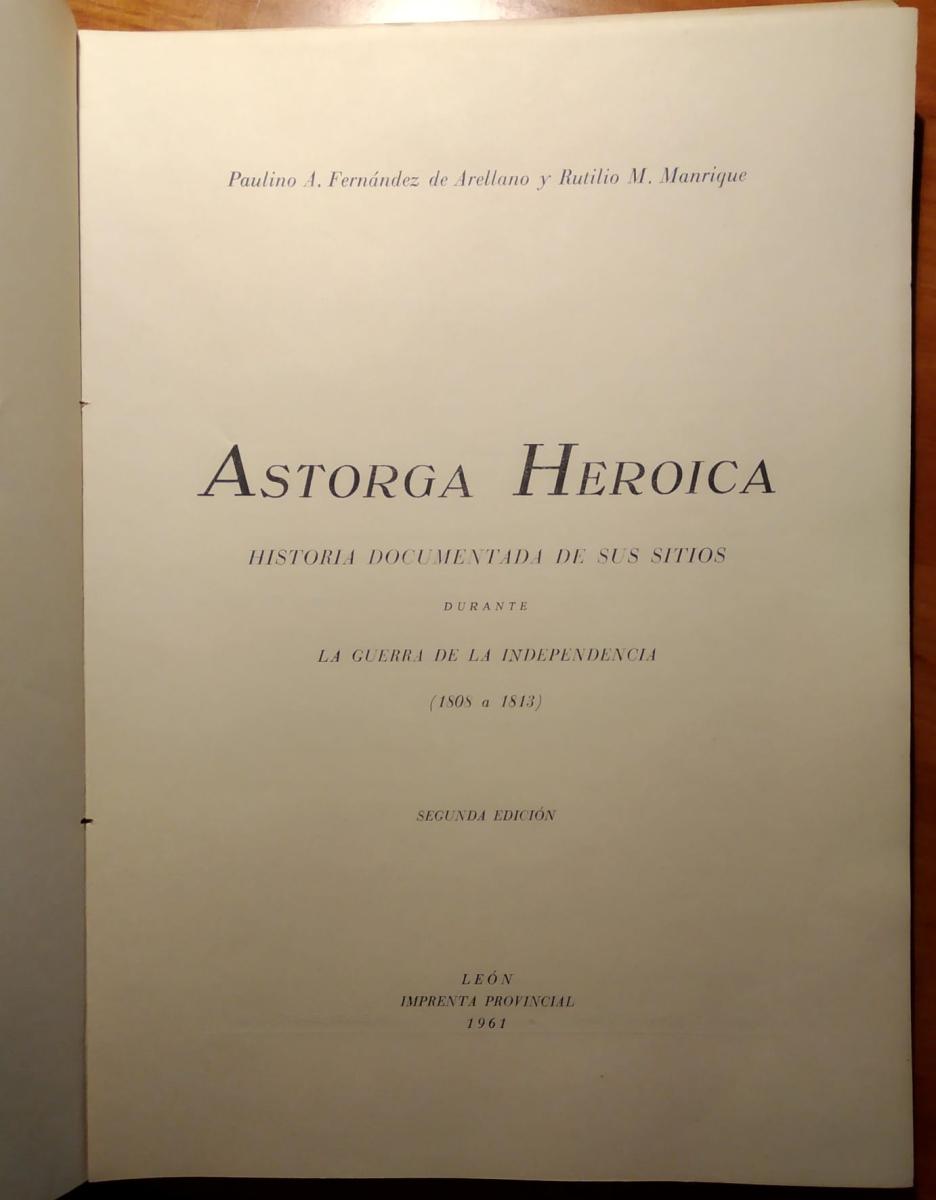 Paulino A. Fernández de Arellano y Rutilio M. Manrique
ASTORGA HEROICA
HISTORIA DOCUMENTADA DE SUS SITIOS
DURANTE
LA GUERRA DE LA INDEPENDENCIA
(1808 a 1813)
SEGUNDA EDICIÓN
LEÓN
IMPRENTA PROVINCIAL
1961